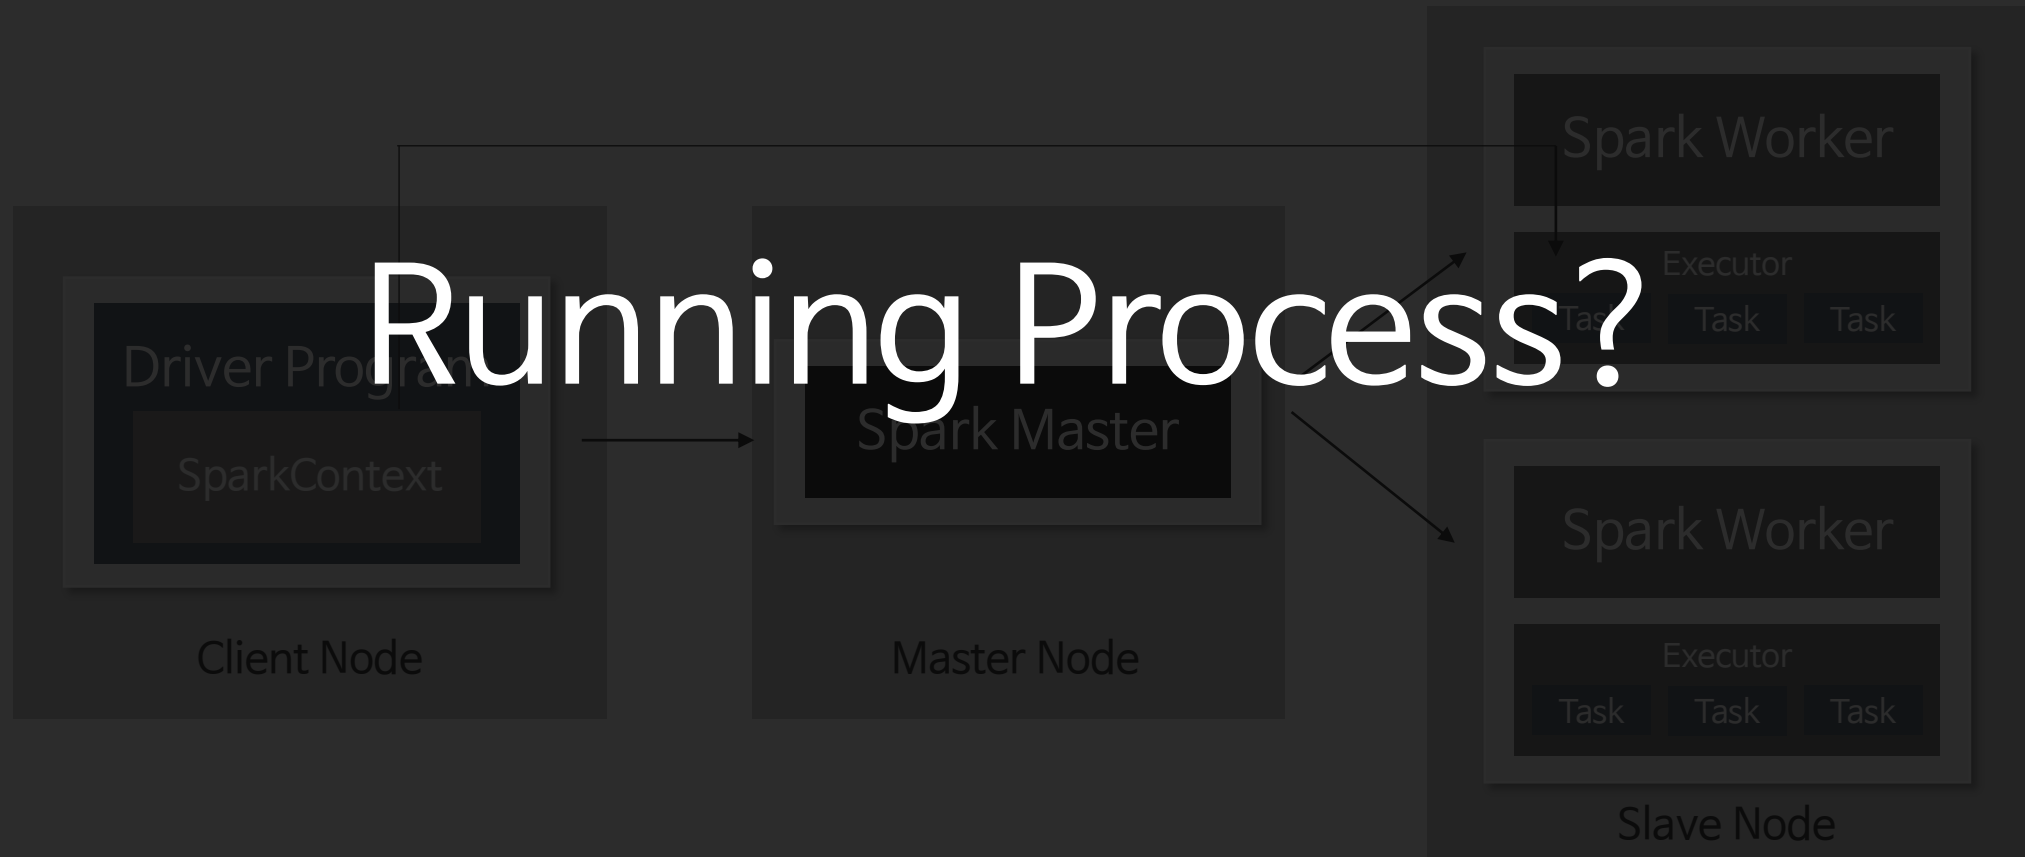 Running Process?
Driver Program
SparkContext
Client Node
Spark Master
Master Node
Spark Worker
Executor
Task Task Task
Spark Worker
Executor
Task Task Task
Slave Node